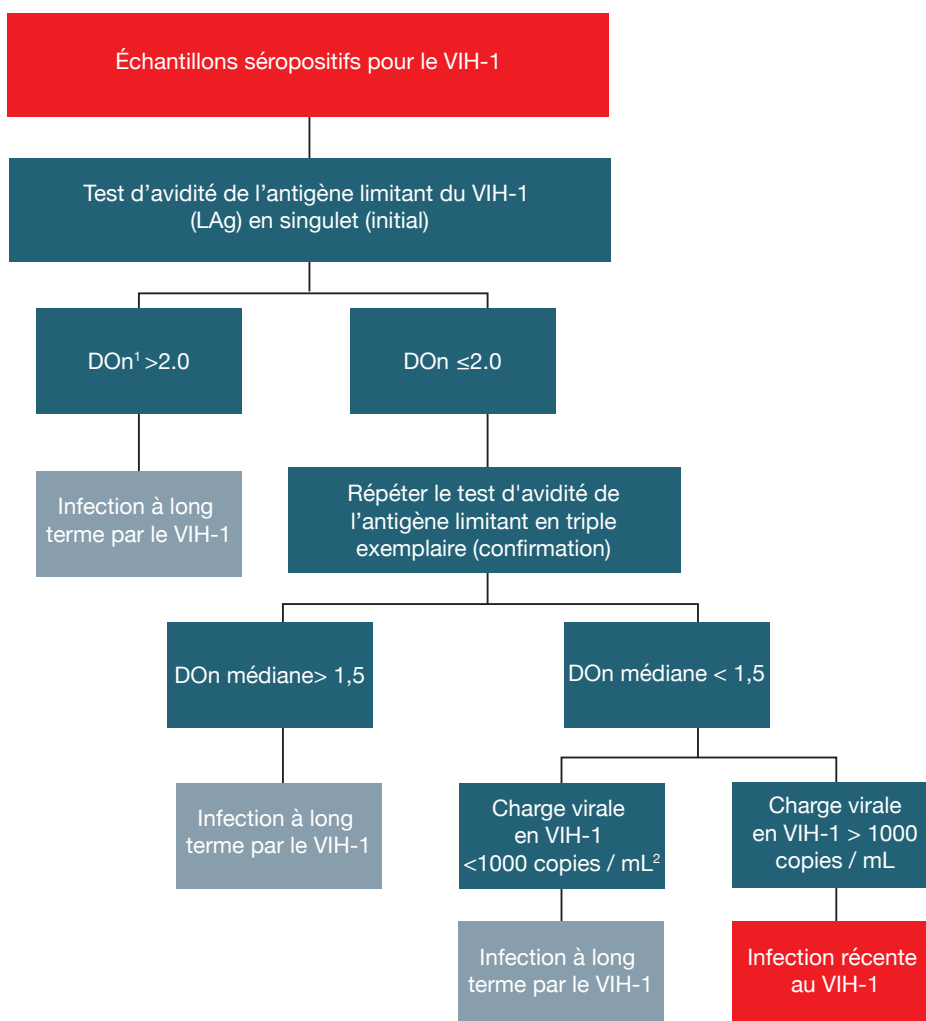 Échantillons séropositifs pour le VIH-1
Test d’avidité de l’antigène limitant du VIH-1
(LAg) en singulet (initial)
DOn¹ >2.0
DOn ≤2.0
Infection à long
terme par le VIH-1
Répéter le test d'avidité de
l’antigène limitant en triple
exemplaire (confirmation)
DOn médiane> 1,5
DOn médiane < 1,5
Infection à long
terme par le VIH-1
Charge virale
en VIH-1
<1000 copies / mL²
Charge virale
en VIH-1 > 1000
copies / mL
Infection à long
terme par le VIH-1
Infection récente
au VIH-1